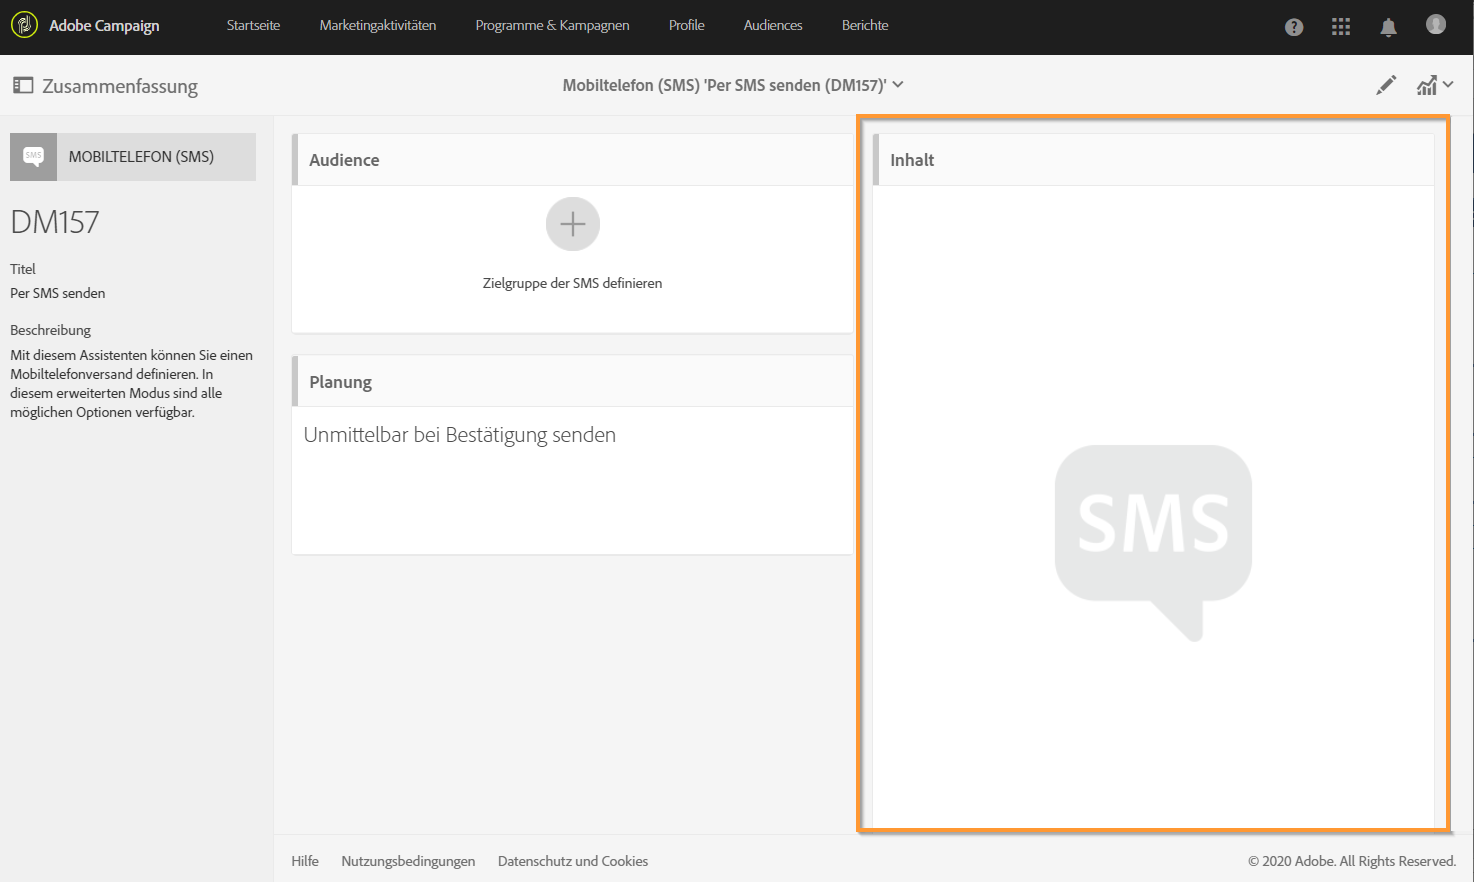 Adobe Campaign
Startseite
Marketingaktivitäten
Programme & Kampagnen
Profile
Audiences
Berichte
Zusammenfassung
Mobiltelefon (SMS) 'Per SMS senden (DM157)'
SMS
MOBILTELEFON (SMS)
DM157
Titel
Per SMS senden
Beschreibung
Mit diesem Assistenten können Sie einen
Mobiltelefonversand definieren. In
diesem erweiterten Modus sind alle
möglichen Optionen verfügbar.
Audience
Zielgruppe der SMS definieren
Planung
Unmittelbar bei Bestätigung senden
Inhalt
SMS
Hilfe
Nutzungsbedingungen
Datenschutz und Cookies
© 2020 Adobe. All Rights Reserved.